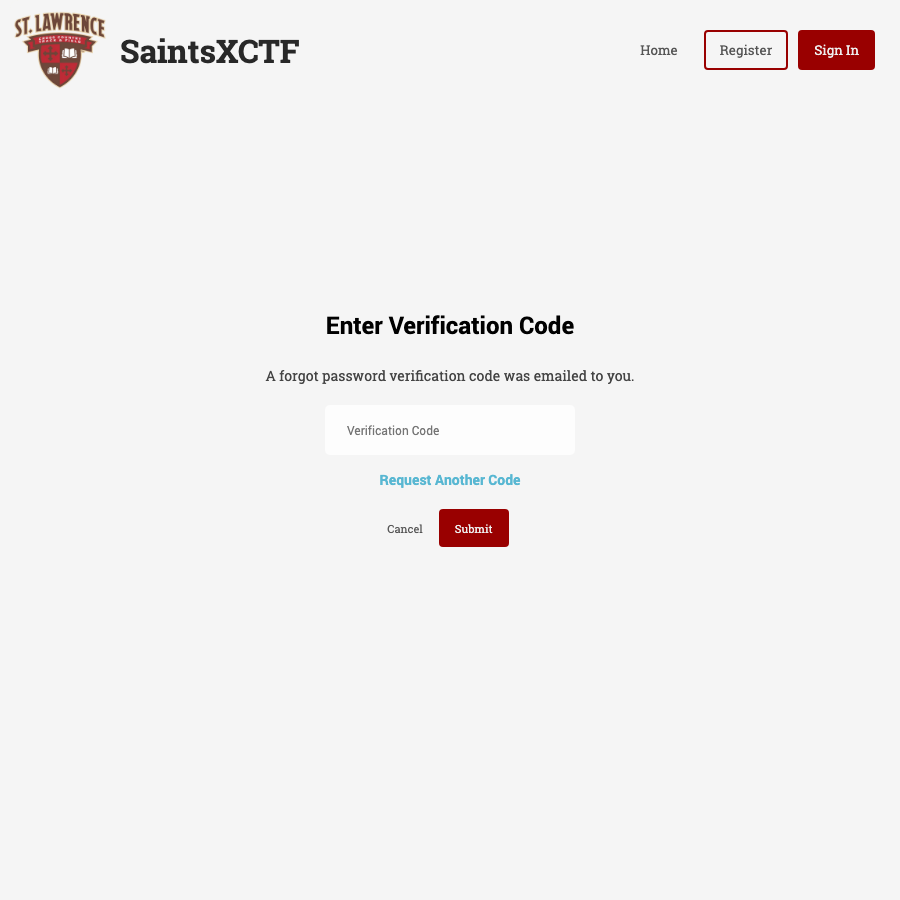 ST. LAWRENCE
SaintsXCTF
Home
Register
Sign In
Enter Verification Code
A forgot password verification code was emailed to you.
Verification Code
Request Another Code
Cancel
Submit